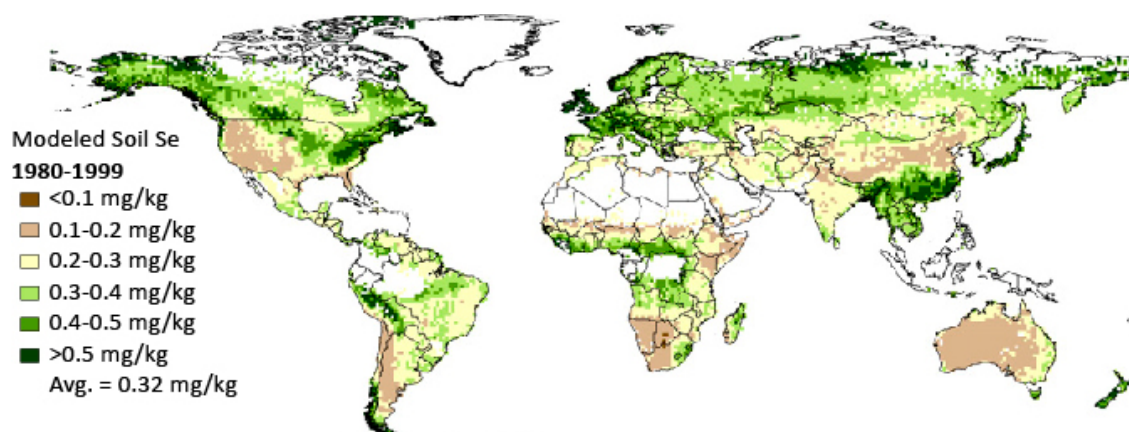 Modeled Soil Se
1980-1999
<0.1 mg/kg
0.1-0.2 mg/kg
0.2-0.3 mg/kg
0.3-0.4 mg/kg
0.4-0.5 mg/kg
>0.5 mg/kg
Avg. = 0.32 mg/kg